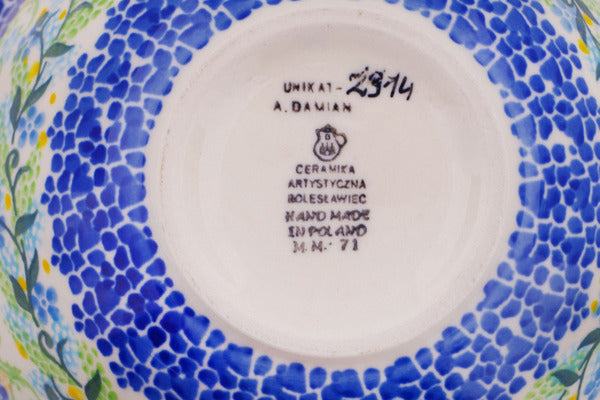 UNIKAT-2914
A. DAMIAN
CERAMIKA
ARTYSTYCZNA
BOLESŁAWIEC
HAND MADE
IN POLAND
M.M. 71